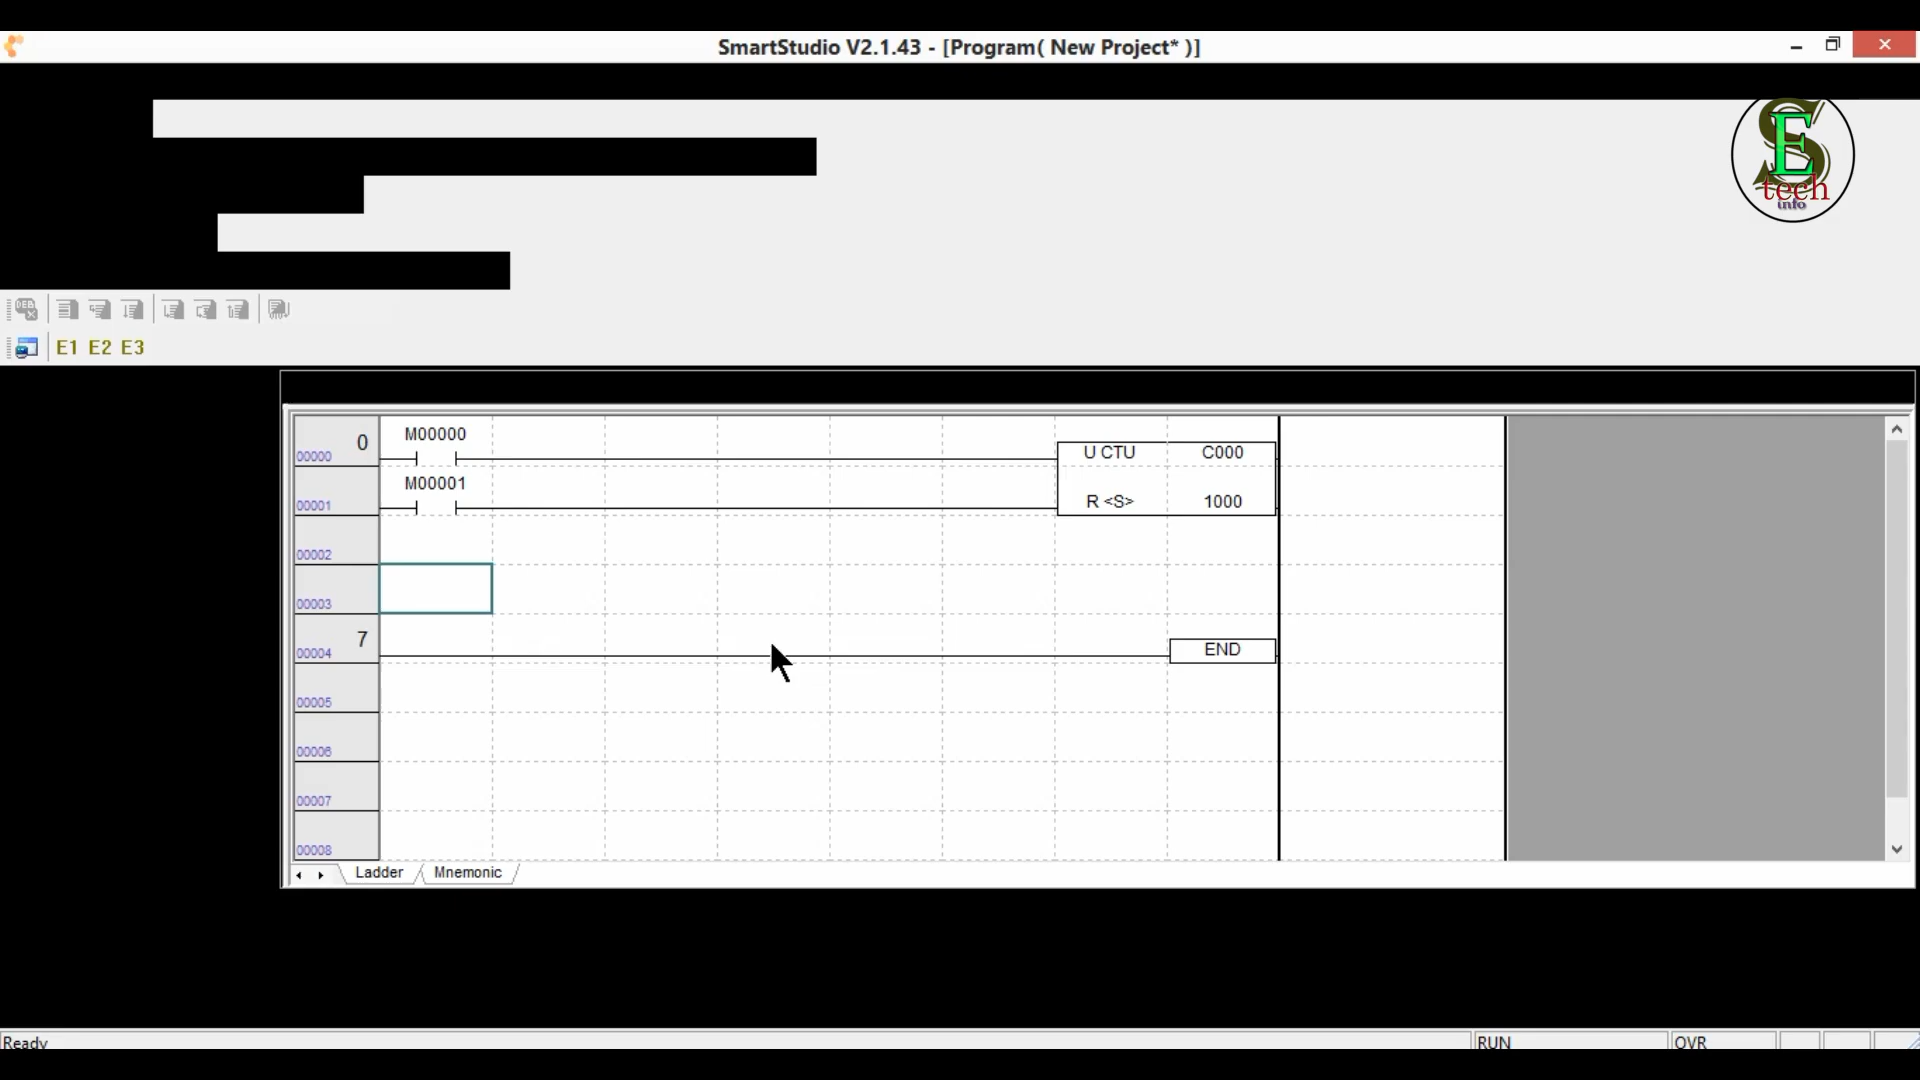 SmartStudio V2.1.43 - [Program( New Project* )]
S E
tech
info
E1 E2 E3
0
00000
M00000
U CTU C000
00001
M00001
R <S> 1000
00002
00003
7
00004
END
00005
00006
00007
00008
Ladder Mnemonic
Ready RUN OVR